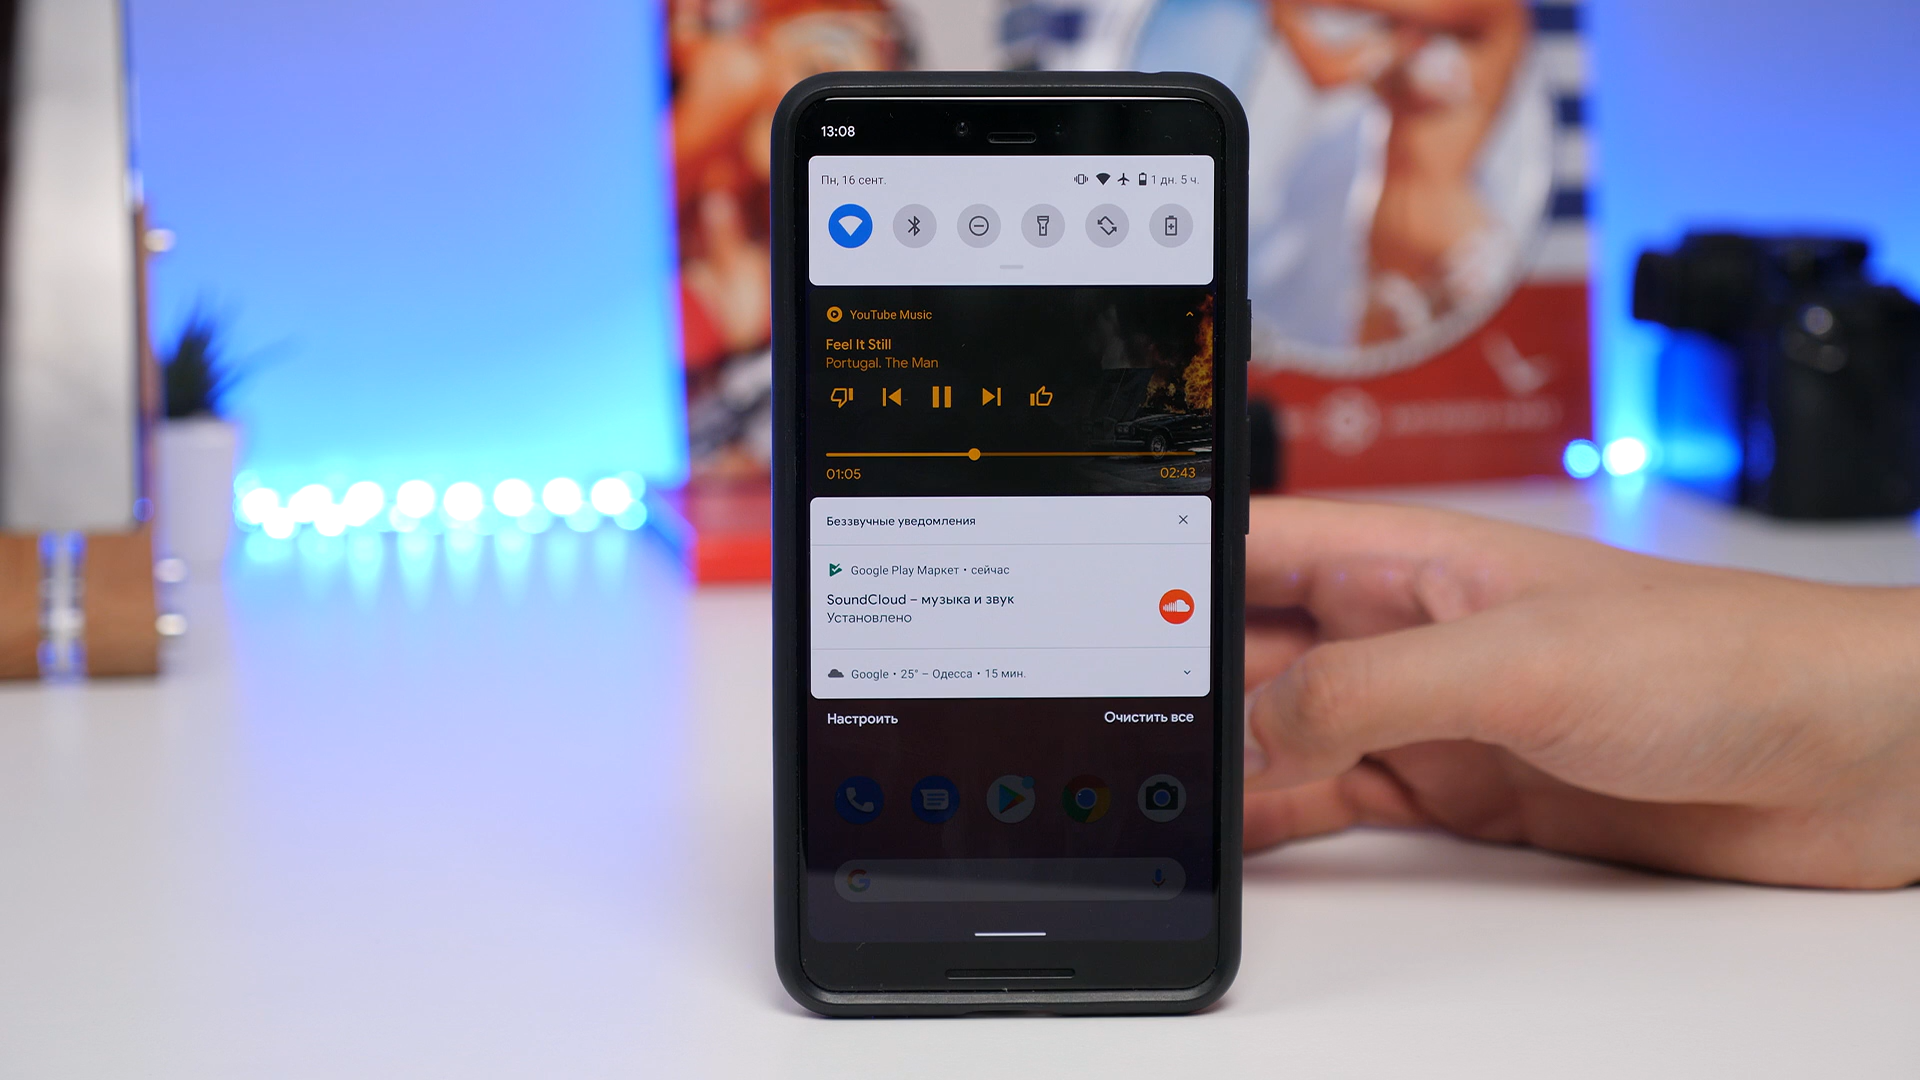 13:08
Пн, 16 сент.
1 дн. 5 ч.
YouTube Music
Feel It Still
Portugal. The Man
01:05
02:43
Беззвучные уведомления
Google Play Маркет • сейчас
SoundCloud – музыка и звук
Установлено
Google • 25° – Одесса • 15 мин.
Настроить
Очистить все
G